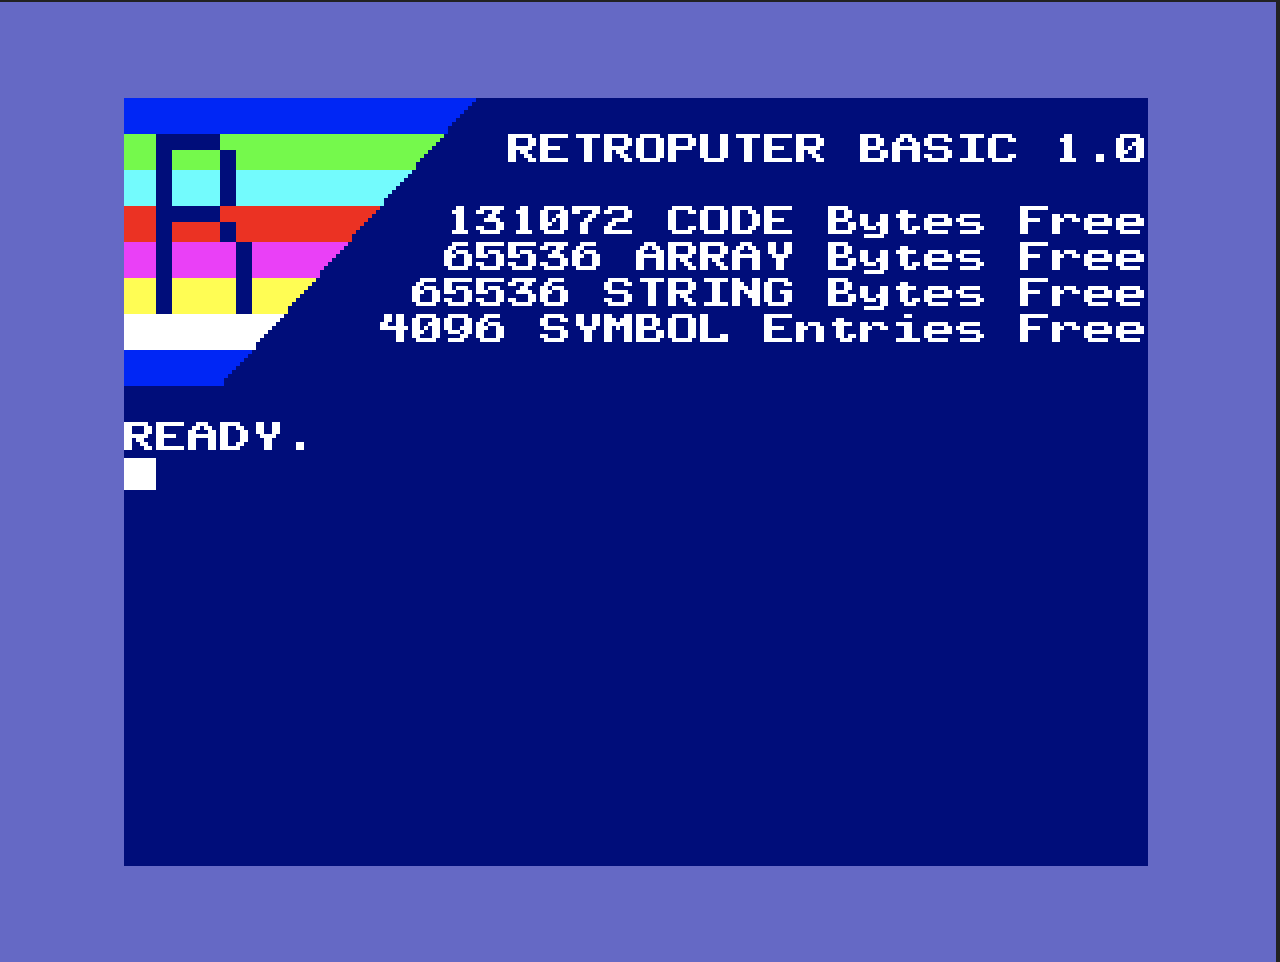 R
RETROPUTER BASIC 1.0
131072 CODE Bytes Free
65536 ARRAY Bytes Free
65536 STRING Bytes Free
4096 SYMBOL Entries Free
READY.